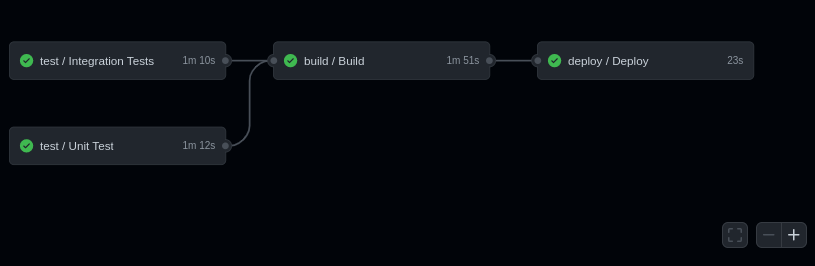 test / Integration Tests 1m 10s
build / Build 1m 51s
deploy / Deploy 23s
test / Unit Test 1m 12s